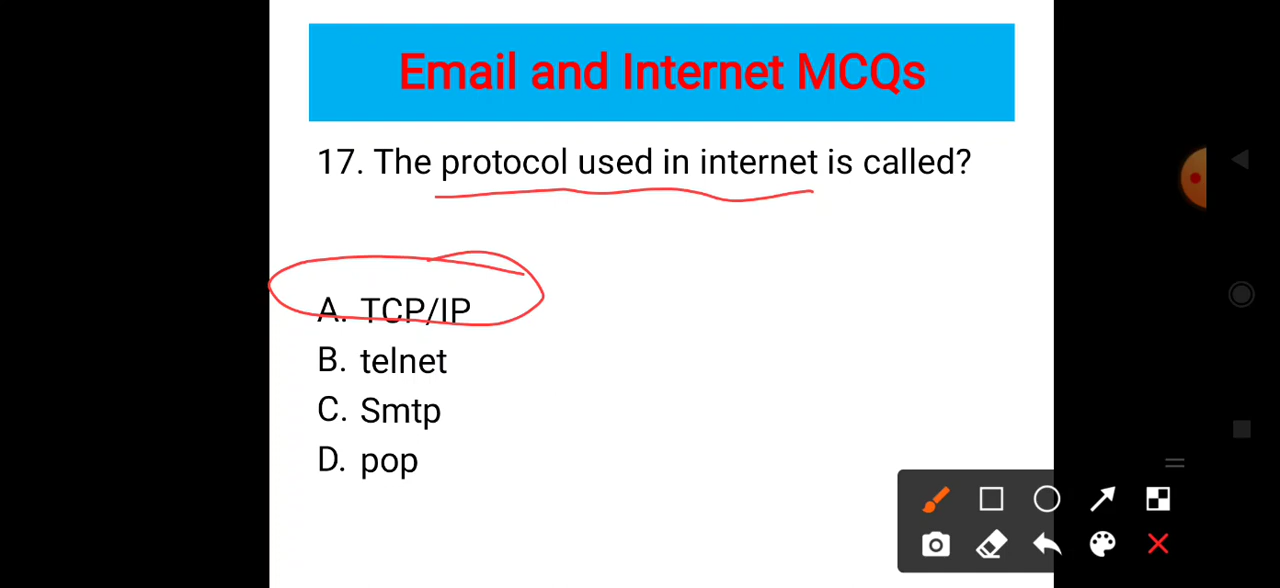 Email and Internet MCQs
17. The protocol used in internet is called?
A. TCP/IP
B. telnet
C. Smtp
D. pop